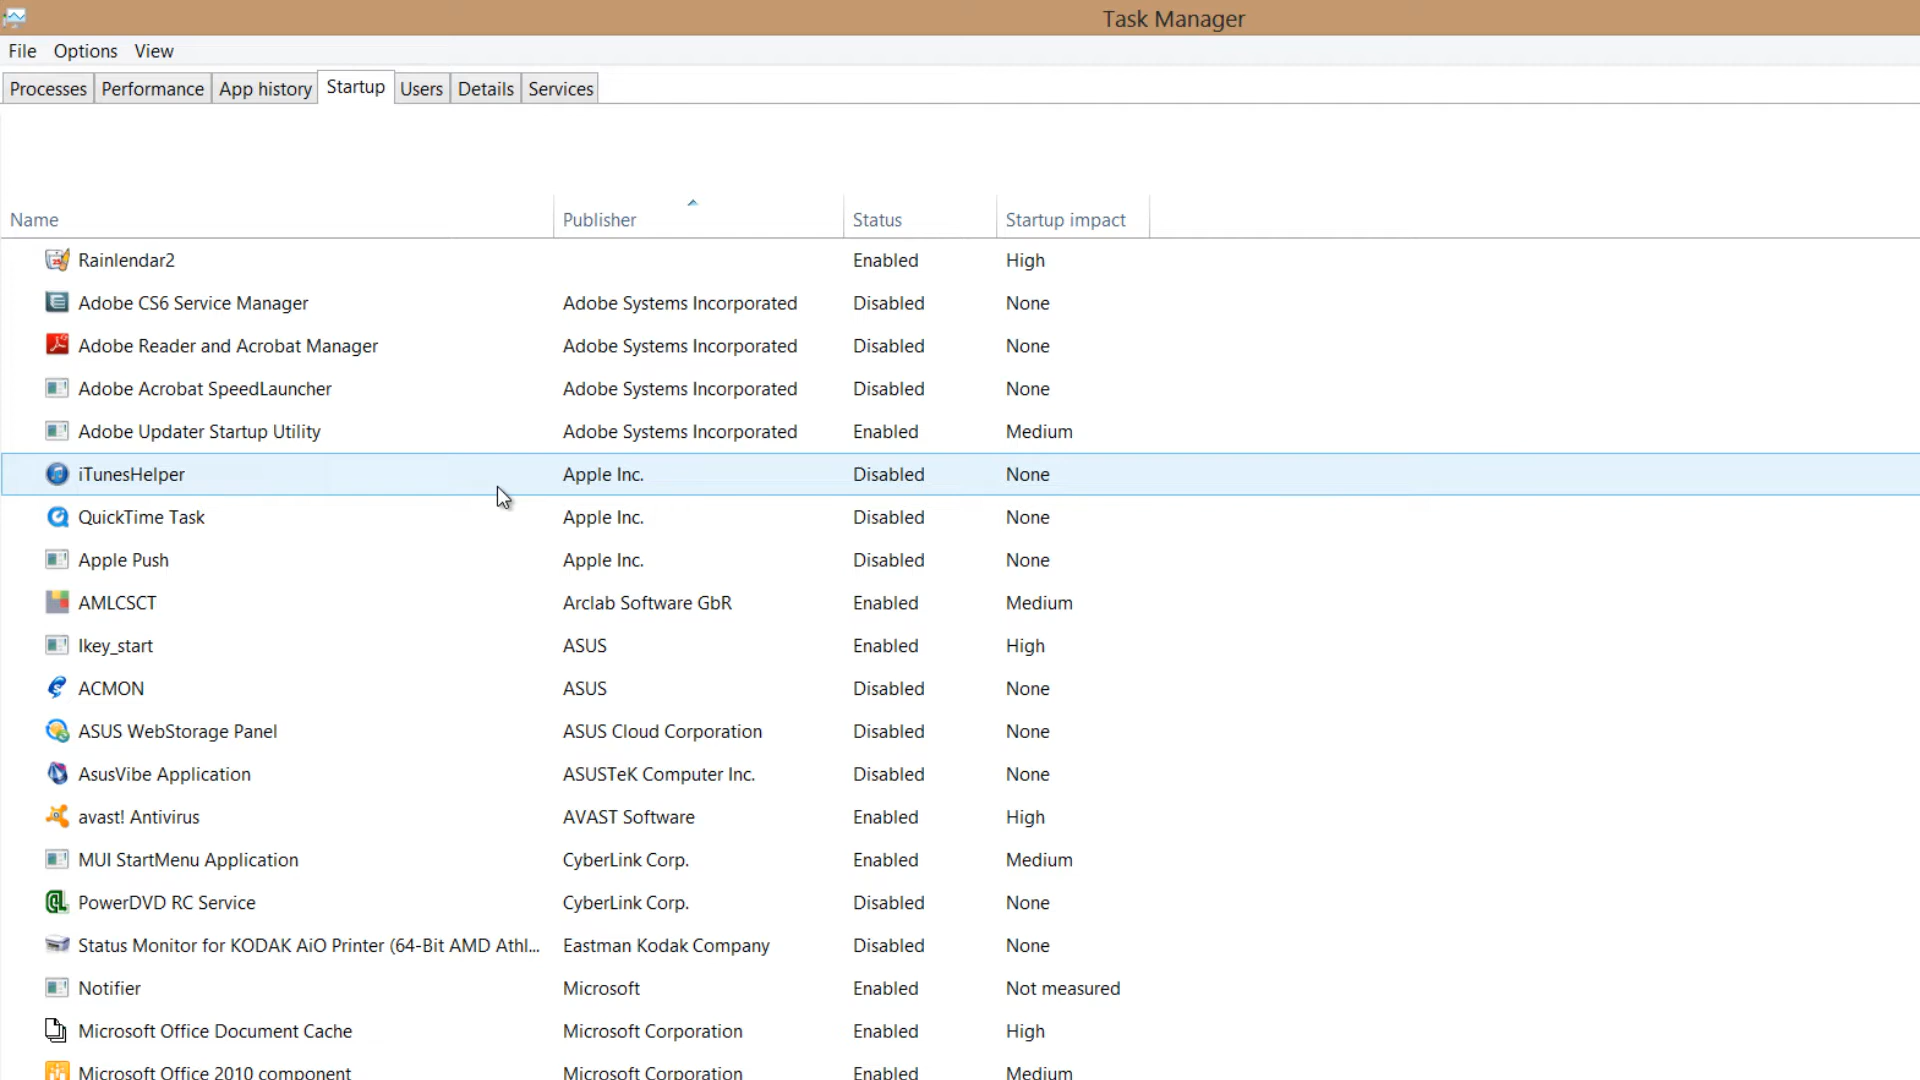 Task Manager
File Options View
Processes Performance App history Startup Users Details Services
Name Publisher Status Startup impact
Rainlendar2 Enabled High
Adobe CS6 Service Manager Adobe Systems Incorporated Disabled None
Adobe Reader and Acrobat Manager Adobe Systems Incorporated Disabled None
Adobe Acrobat SpeedLauncher Adobe Systems Incorporated Disabled None
Adobe Updater Startup Utility Adobe Systems Incorporated Enabled Medium
iTunesHelper Apple Inc. Disabled None
QuickTime Task Apple Inc. Disabled None
Apple Push Apple Inc. Disabled None
AMLCSCT Arclab Software GbR Enabled Medium
Ikey_start ASUS Enabled High
ACMON ASUS Disabled None
ASUS WebStorage Panel ASUS Cloud Corporation Disabled None
AsusVibe Application ASUSTeK Computer Inc. Disabled None
avast! Antivirus AVAST Software Enabled High
MUI StartMenu Application CyberLink Corp. Enabled Medium
PowerDVD RC Service CyberLink Corp. Disabled None
Status Monitor for KODAK AiO Printer (64-Bit AMD Athl... Eastman Kodak Company Disabled None
Notifier Microsoft Enabled Not measured
Microsoft Office Document Cache Microsoft Corporation Enabled High
Microsoft Office 2010 component Microsoft Corporation Enabled Medium